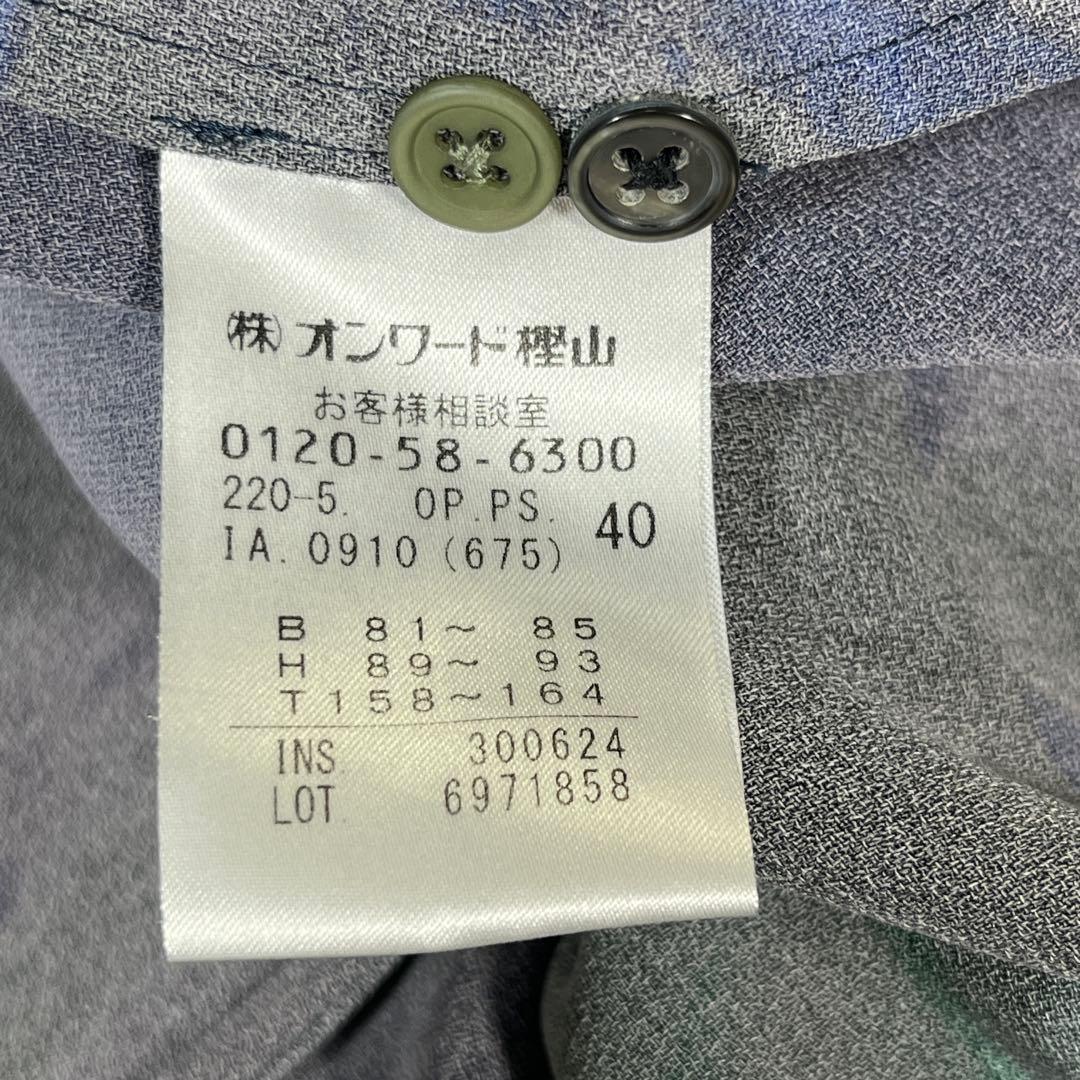 ㈱オンワード樫山
お客様相談室
0120-58-6300
220-5. OP.PS. 40
IA.0910 (675)
B 81~ 85
H 89~ 93
T158~164
INS. 300624
LOT. 6971858